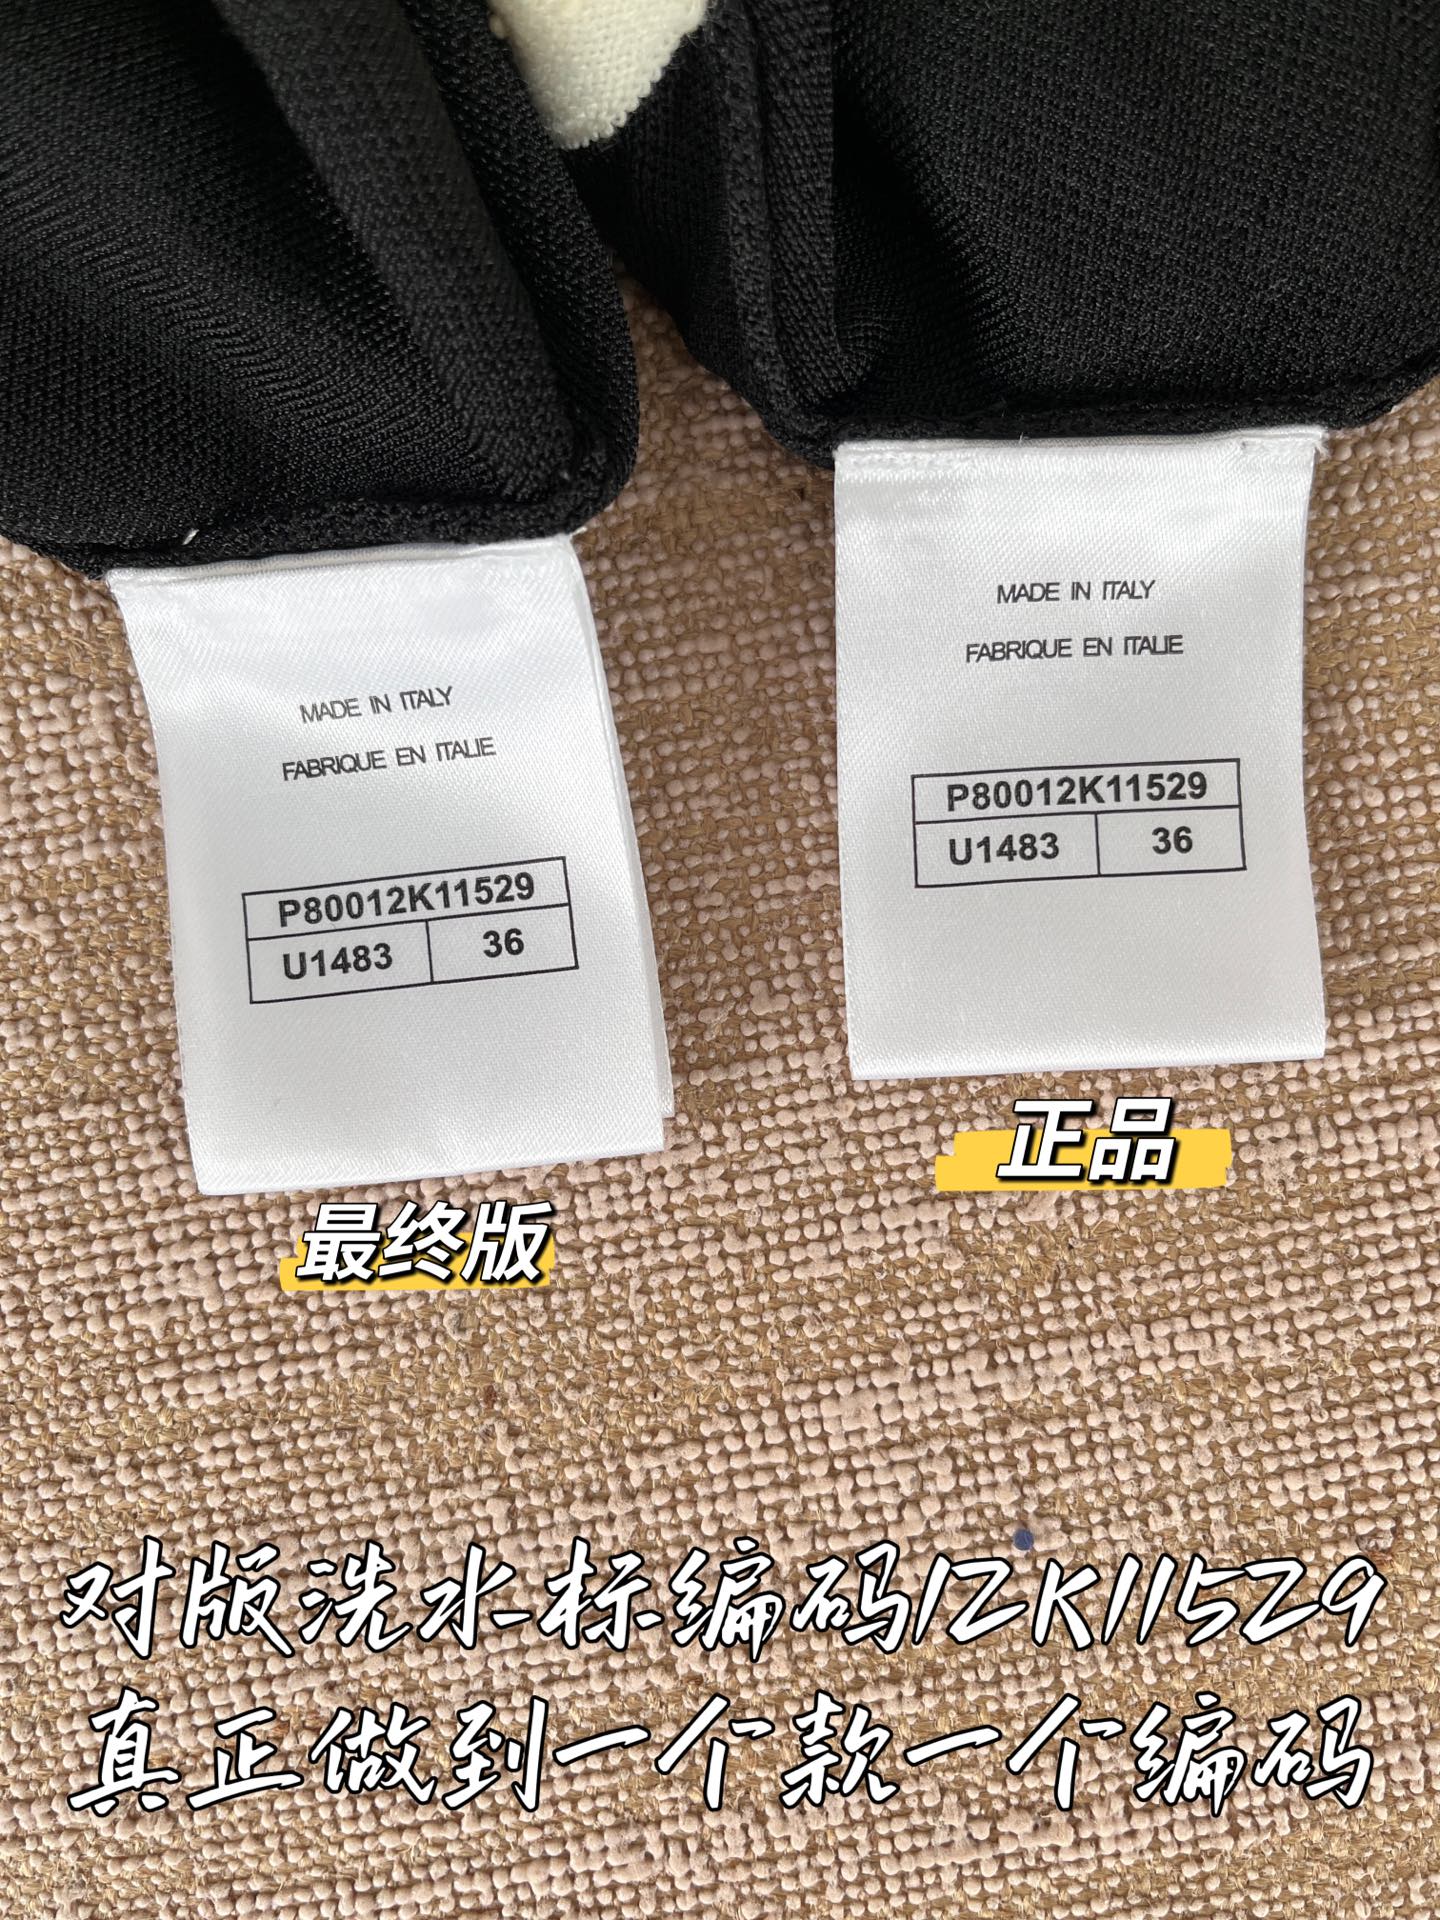 MADE IN ITALY
FABRIQUE EN ITALIE
P80012K11529
U1483 36
最终版
MADE IN ITALY
FABRIQUE EN ITALIE
P80012K11529
U1483 36
正品
对版洗水标编码12K11529
真正做到一个款一个编码